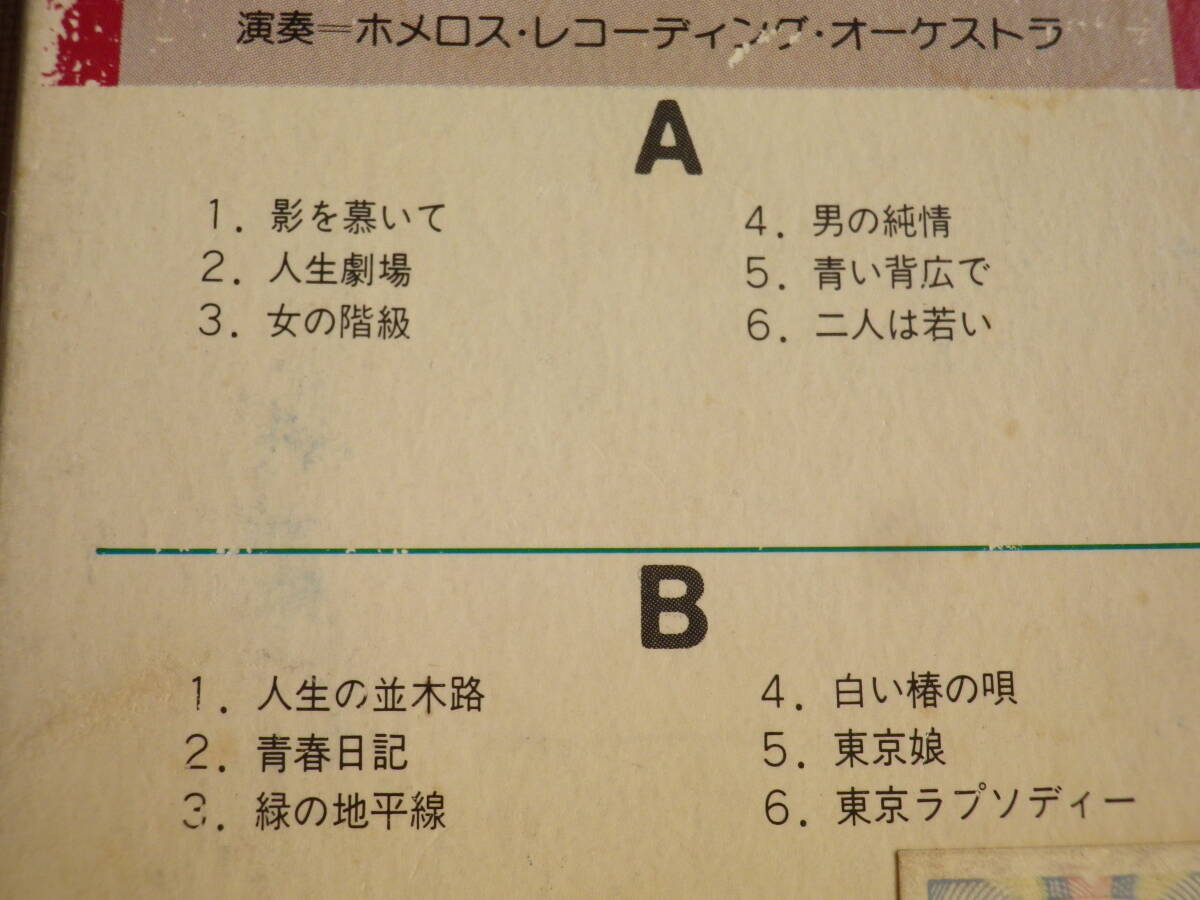 演奏=ホメロス・レコーディング・オーケストラ
A
1. 影を慕いて
2. 人生劇場
3. 女の階級
4. 男の純情
5. 青い背広で
6. 二人は若い
B
1. 人生の並木路
2. 青春日記
3. 緑の地平線
4. 白い椿の唄
5. 東京娘
6. 東京ラプソディー